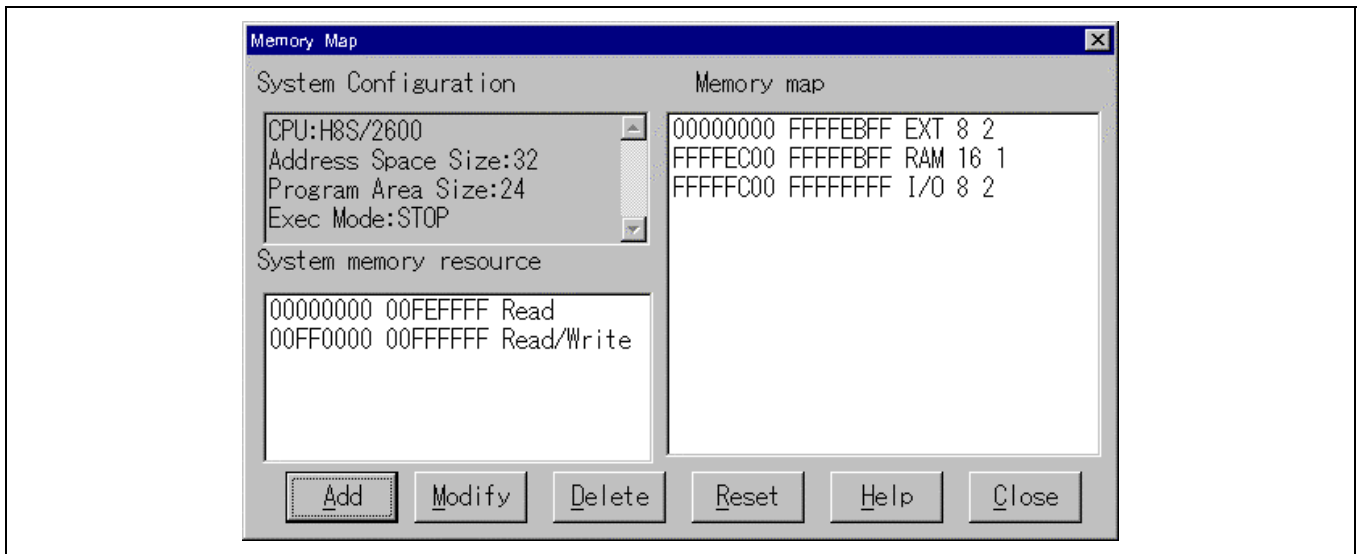 Memory Map
System Configuration
CPU:H8S/2600
Address Space Size:32
Program Area Size:24
Exec Mode:STOP
System memory resource
00000000 00FEFFFF Read
00FF0000 00FFFFFF Read/Write
Memory map
00000000 FFFFEBFF EXT 8 2
FFFFEC00 FFFFFBFF RAM 16 1
FFFFFC00 FFFFFFFF I/O 8 2
Add Modify Delete Reset Help Close